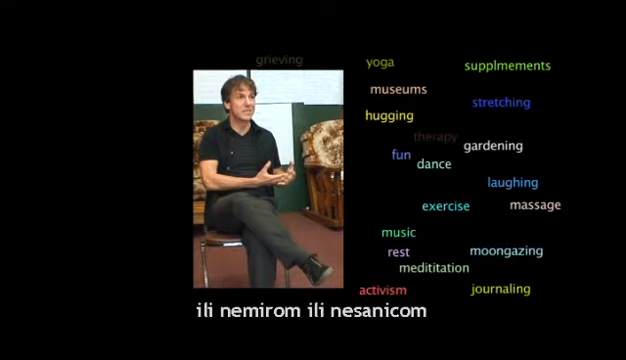 grieving
yoga
supplmements
museums
stretching
hugging
therapy
gardening
fun
dance
laughing
exercise
massage
music
rest
moongazing
medititation
activism
journaling
ili nemirom ili nesanicom